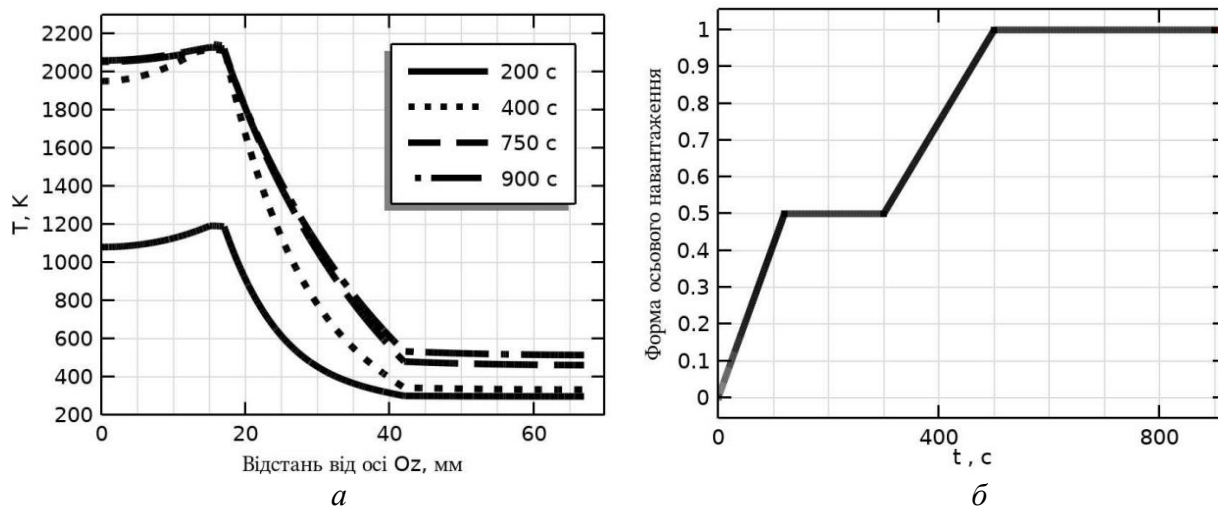 T, K
2200
2000
1800
1600
1400
1200
1000
800
600
400
200
0
20
40
60
200 с
400 с
750 с
900 с
Відстань від осі Oz, мм
а
Форма осьового навантаження
1
0.9
0.8
0.7
0.6
0.5
0.4
0.3
0.2
0.1
0
0
400
800
t , с
б